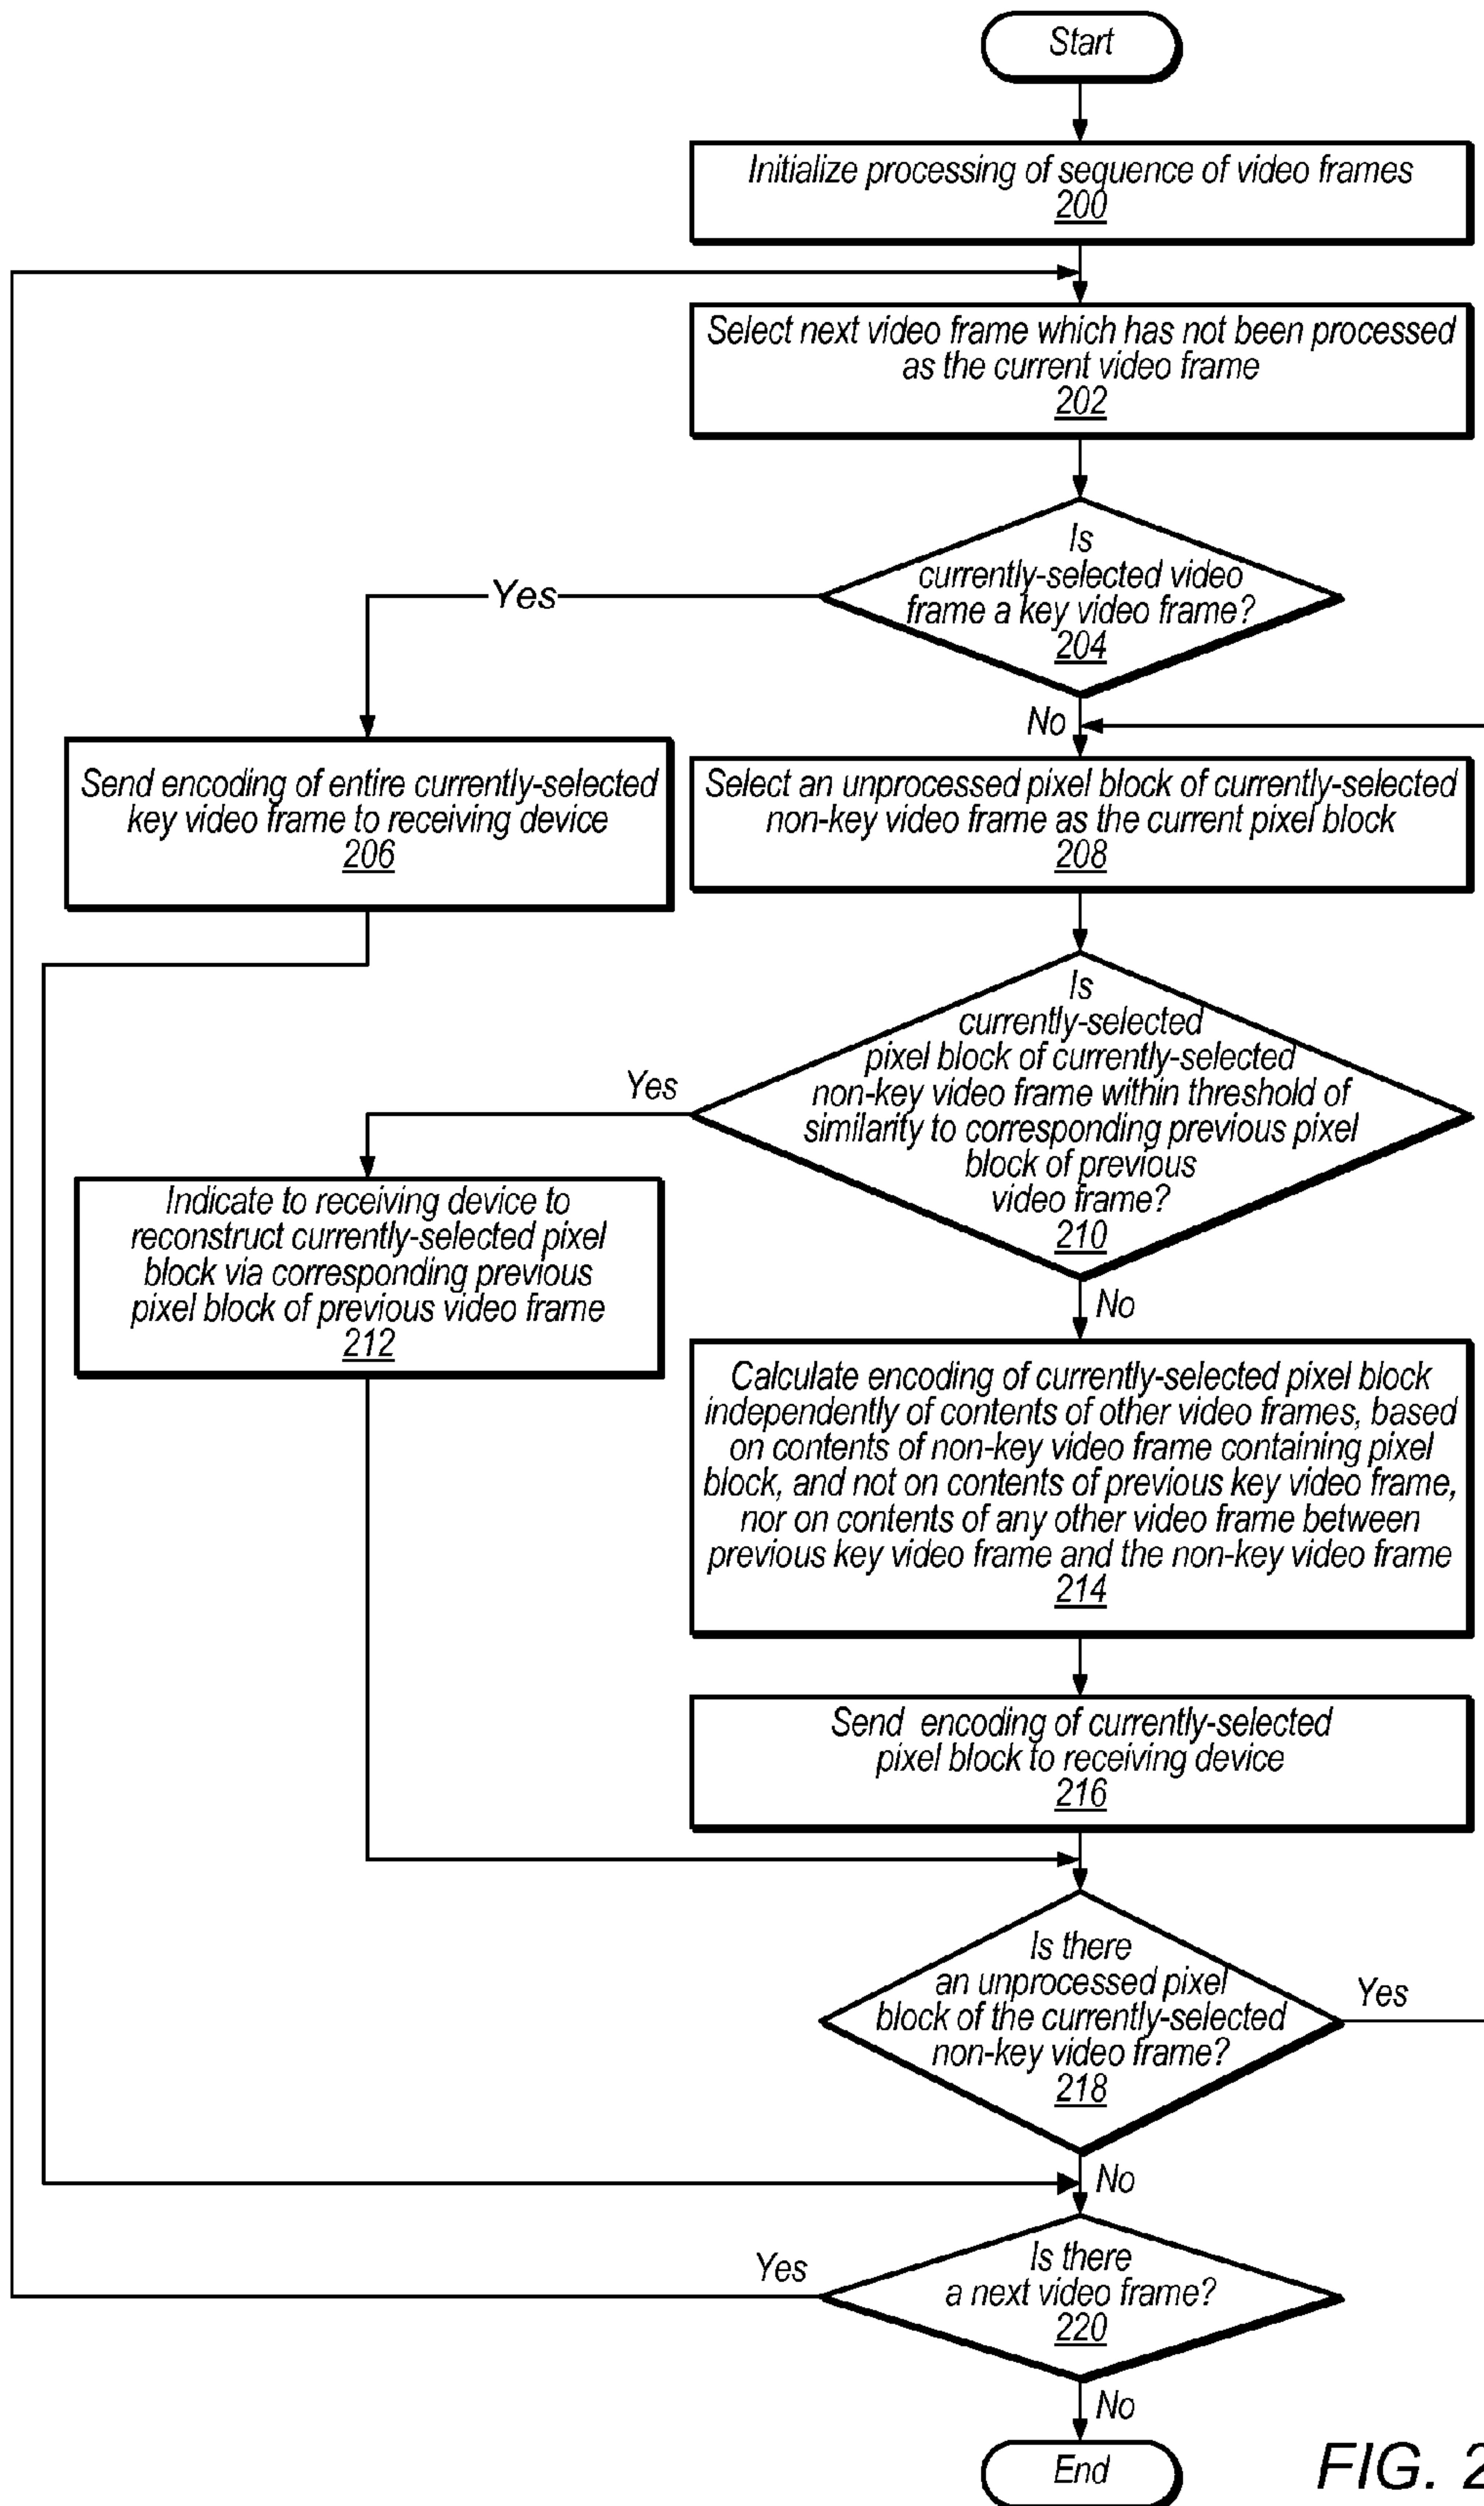 Start
Initialize processing of sequence of video frames
200
Select next video frame which has not been processed
as the current video frame
202
Is
currently-selected video
frame a key video frame?
204
Yes
No
Send encoding of entire currently-selected
key video frame to receiving device
206
Select an unprocessed pixel block of currently-selected
non-key video frame as the current pixel block
208
Is
currently-selected
pixel block of currently-selected
non-key video frame within threshold of
similarity to corresponding previous pixel
block of previous
video frame?
210
Yes
No
Indicate to receiving device to
reconstruct currently-selected pixel
block via corresponding previous
pixel block of previous video frame
212
Calculate encoding of currently-selected pixel block
independently of contents of other video frames, based
on contents of non-key video frame containing pixel
block, and not on contents of previous key video frame,
nor on contents of any other video frame between
previous key video frame and the non-key video frame
214
Send encoding of currently-selected
pixel block to receiving device
216
Is there
an unprocessed pixel
block of the currently-selected
non-key video frame?
218
Yes
No
Is there
a next video frame?
220
Yes
No
End
FIG. 2